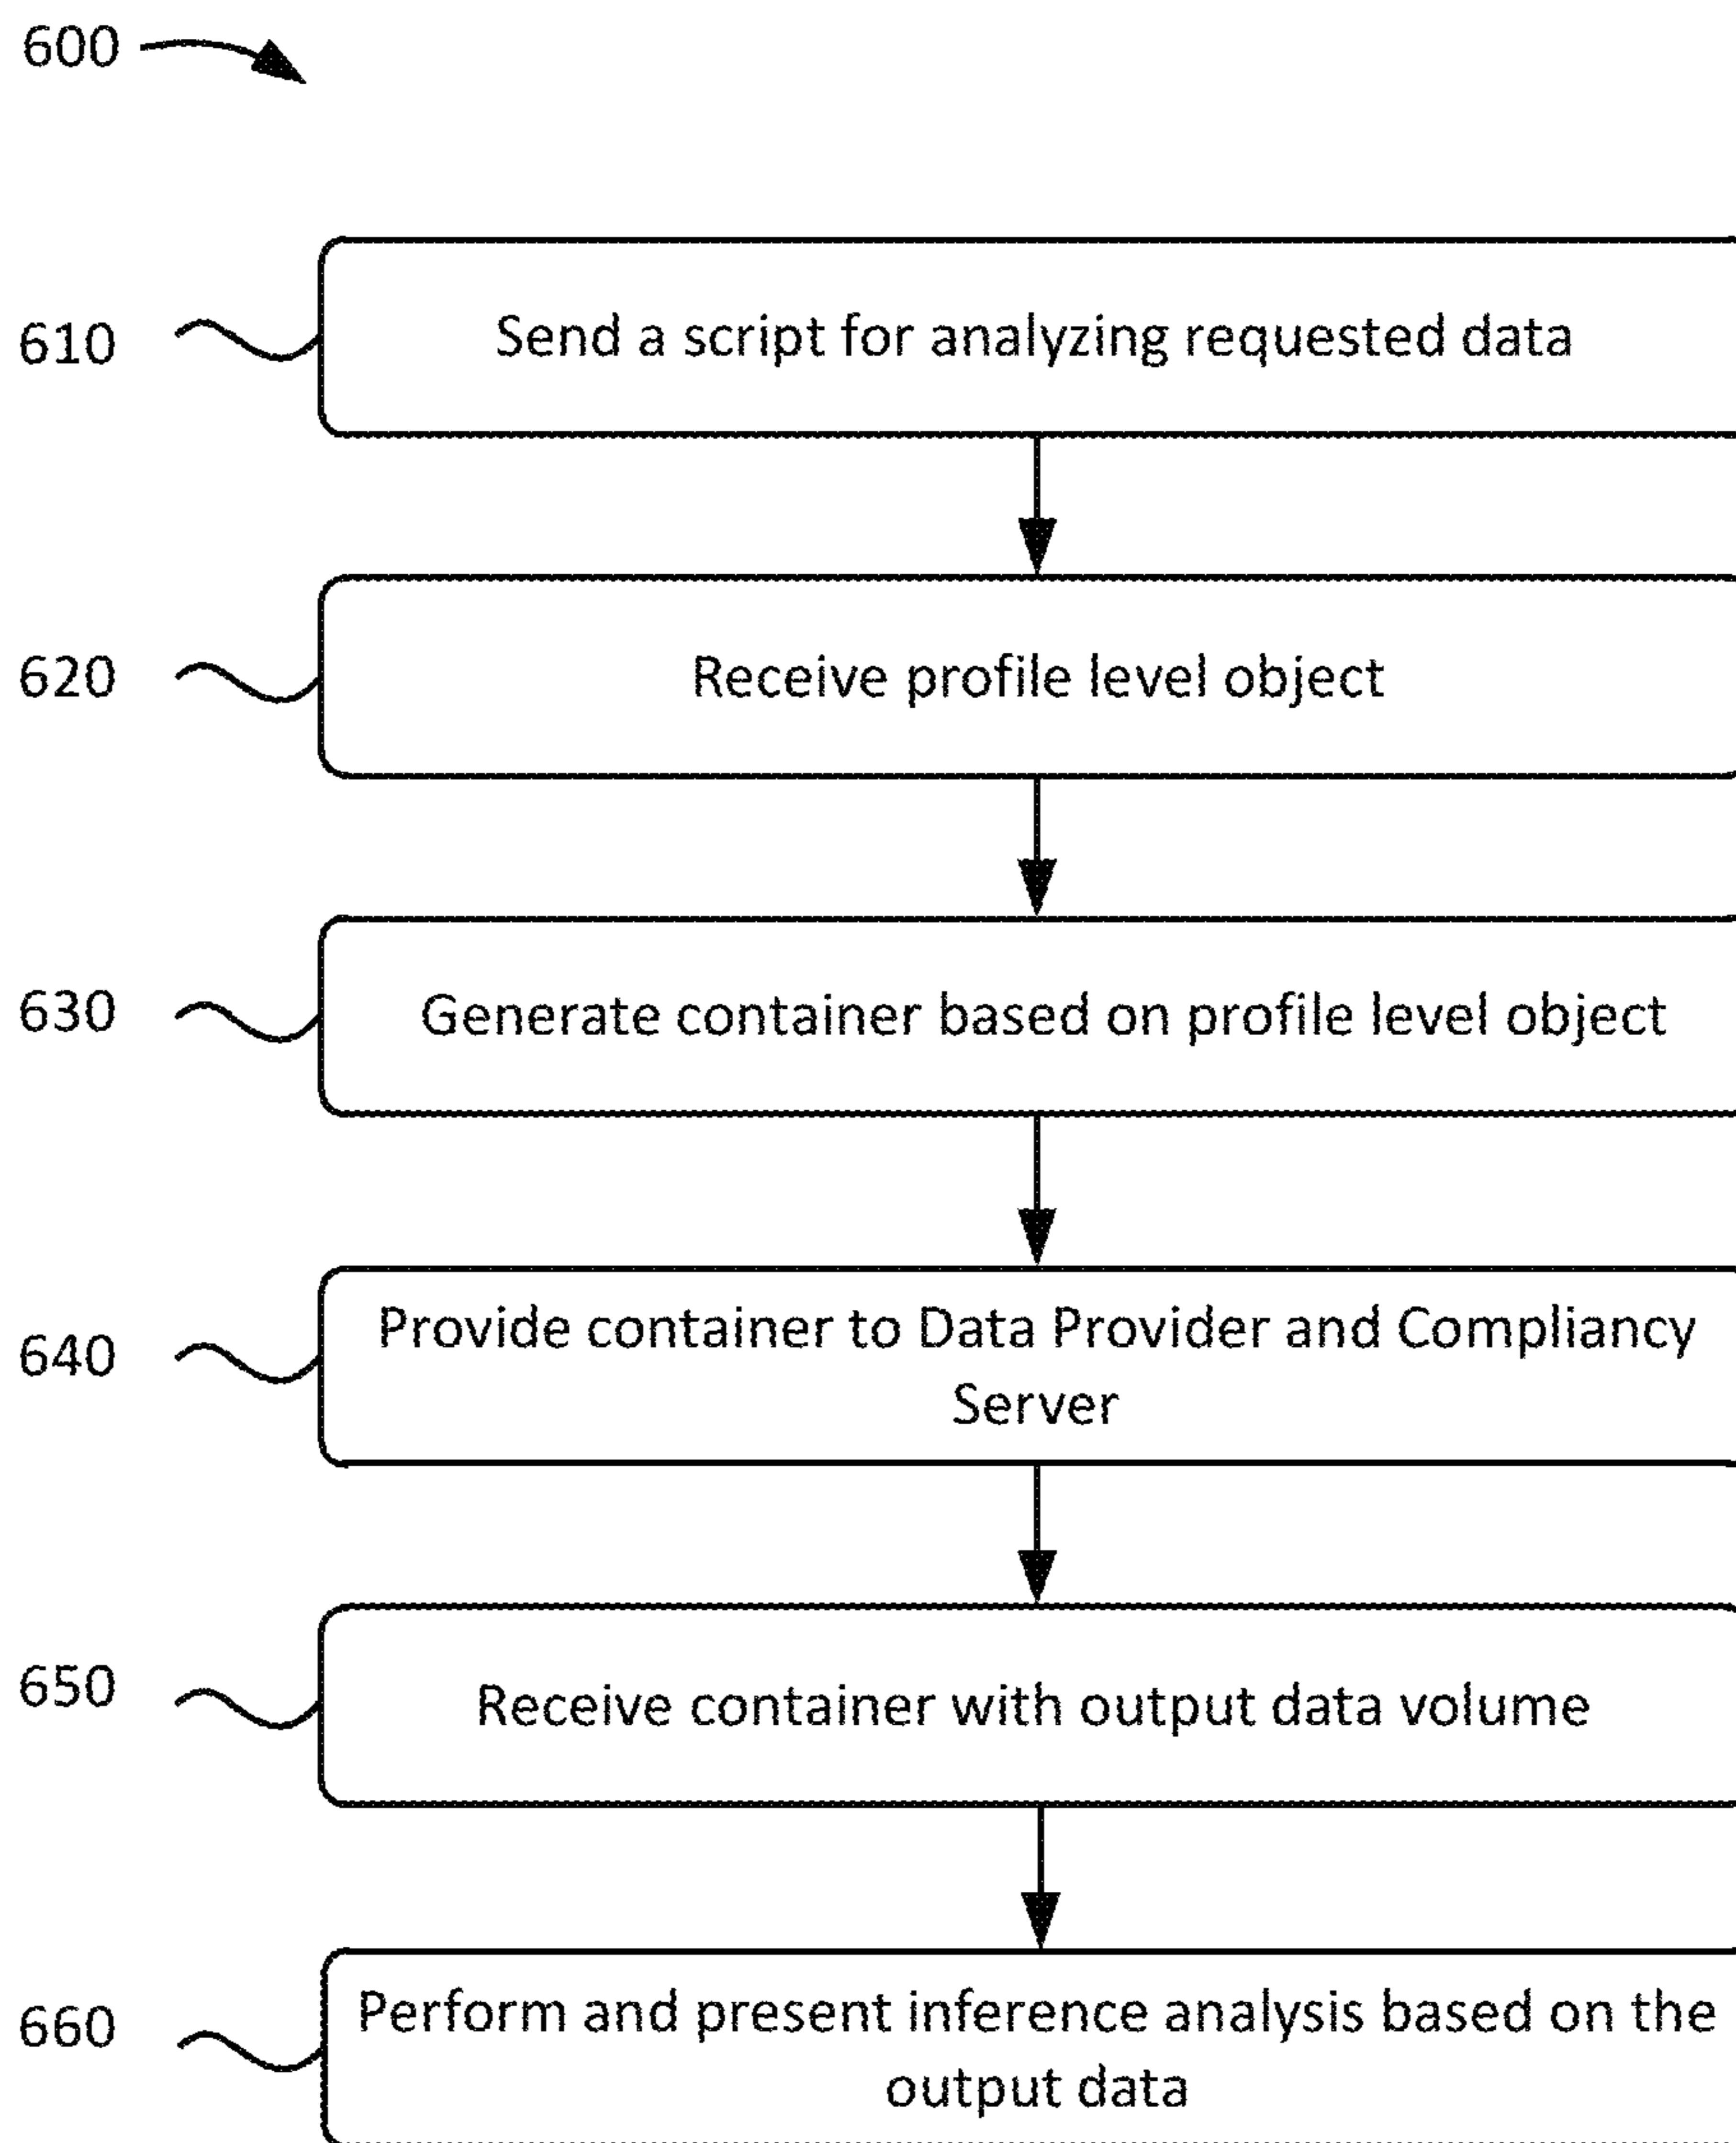 600
610
Send a script for analyzing requested data
620
Receive profile level object
630
Generate container based on profile level object
640
Provide container to Data Provider and Compliancy
Server
650
Receive container with output data volume
660
Perform and present inference analysis based on the
output data